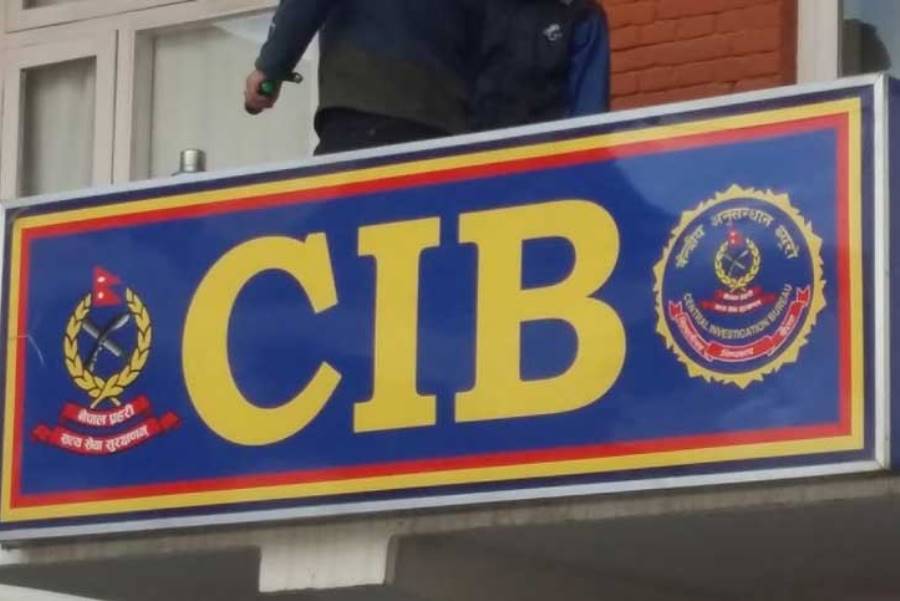 CIB
नेपाल प्रहरी
सत्य सेवा सुरक्षणम्
केन्द्रीय अनुसन्धान ब्यूरो
CENTRAL INVESTIGATION BUREAU